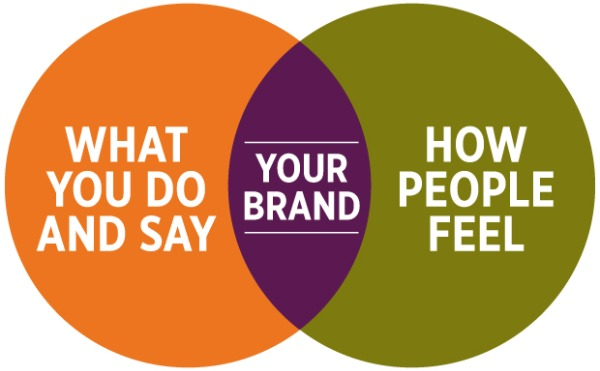 WHAT
YOU DO
AND SAY
YOUR
BRAND
HOW
PEOPLE
FEEL